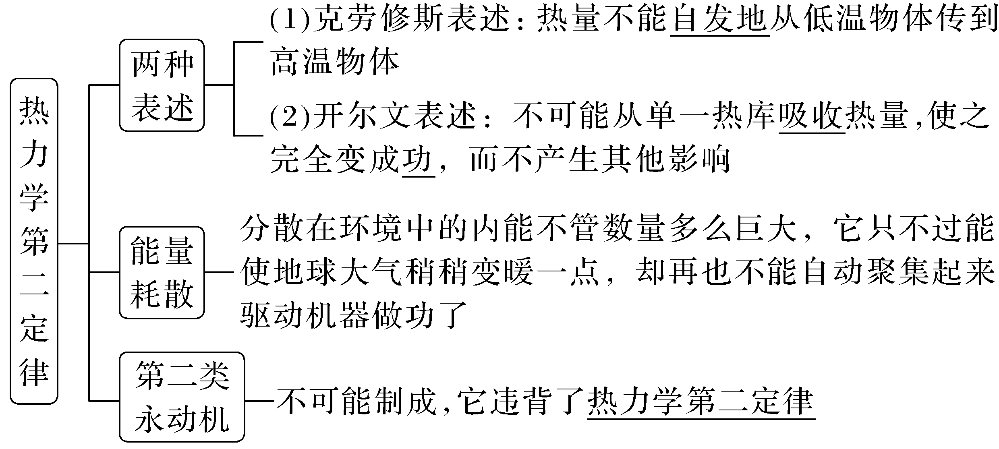 热力学第二定律
两种
表述
(1)克劳修斯表述:热量不能自发地从低温物体传到
高温物体
(2)开尔文表述：不可能从单一热库吸收热量,使之
完全变成功，而不产生其他影响
能量
耗散
分散在环境中的内能不管数量多么巨大，它只不过能
使地球大气稍稍变暖一点，却再也不能自动聚集起来
驱动机器做功了
第二类
永动机
不可能制成,它违背了热力学第二定律